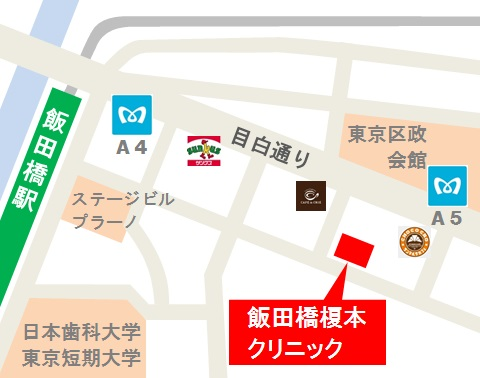 飯田橋駅
A4
目白通り
東京区政
会館
A5
ステージビル
プラーノ
日本歯科大学
東京短期大学
飯田橋榎本
クリニック